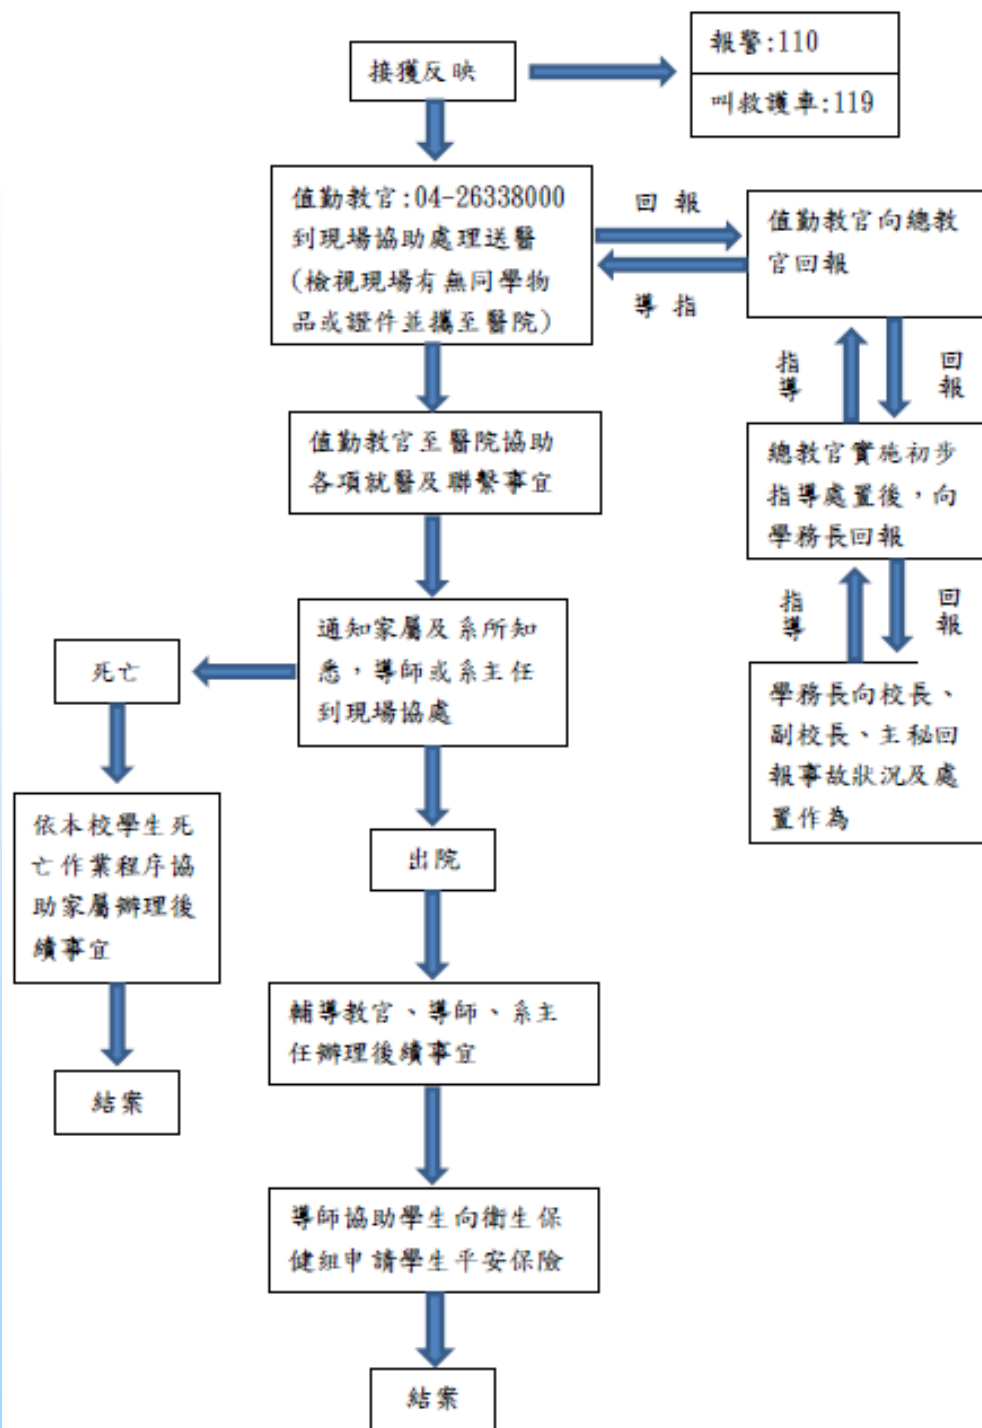 接獲反映
報警:110
叫救護車:119
值勤教官:04-26338000
到現場協助處理送醫
(檢視現場有無同學物
品或證件並攜至醫院)
回 報
導 指
值勤教官向總教
官回報
指導
回報
值勤教官至醫院協助
各項就醫及聯繫事宜
總教官實施初步
指導處置後，向
學務長回報
指導
回報
通知家屬及系所知
悉，導師或系主任
到現場協處
死亡
學務長向校長、
副校長、主秘回
報事故狀況及處
置作為
依本校學生死
亡作業程序協
助家屬辦理後
續事宜
出院
輔導教官、導師、系主
任辦理後續事宜
結案
導師協助學生向衛生保
健組申請學生平安保險
結案